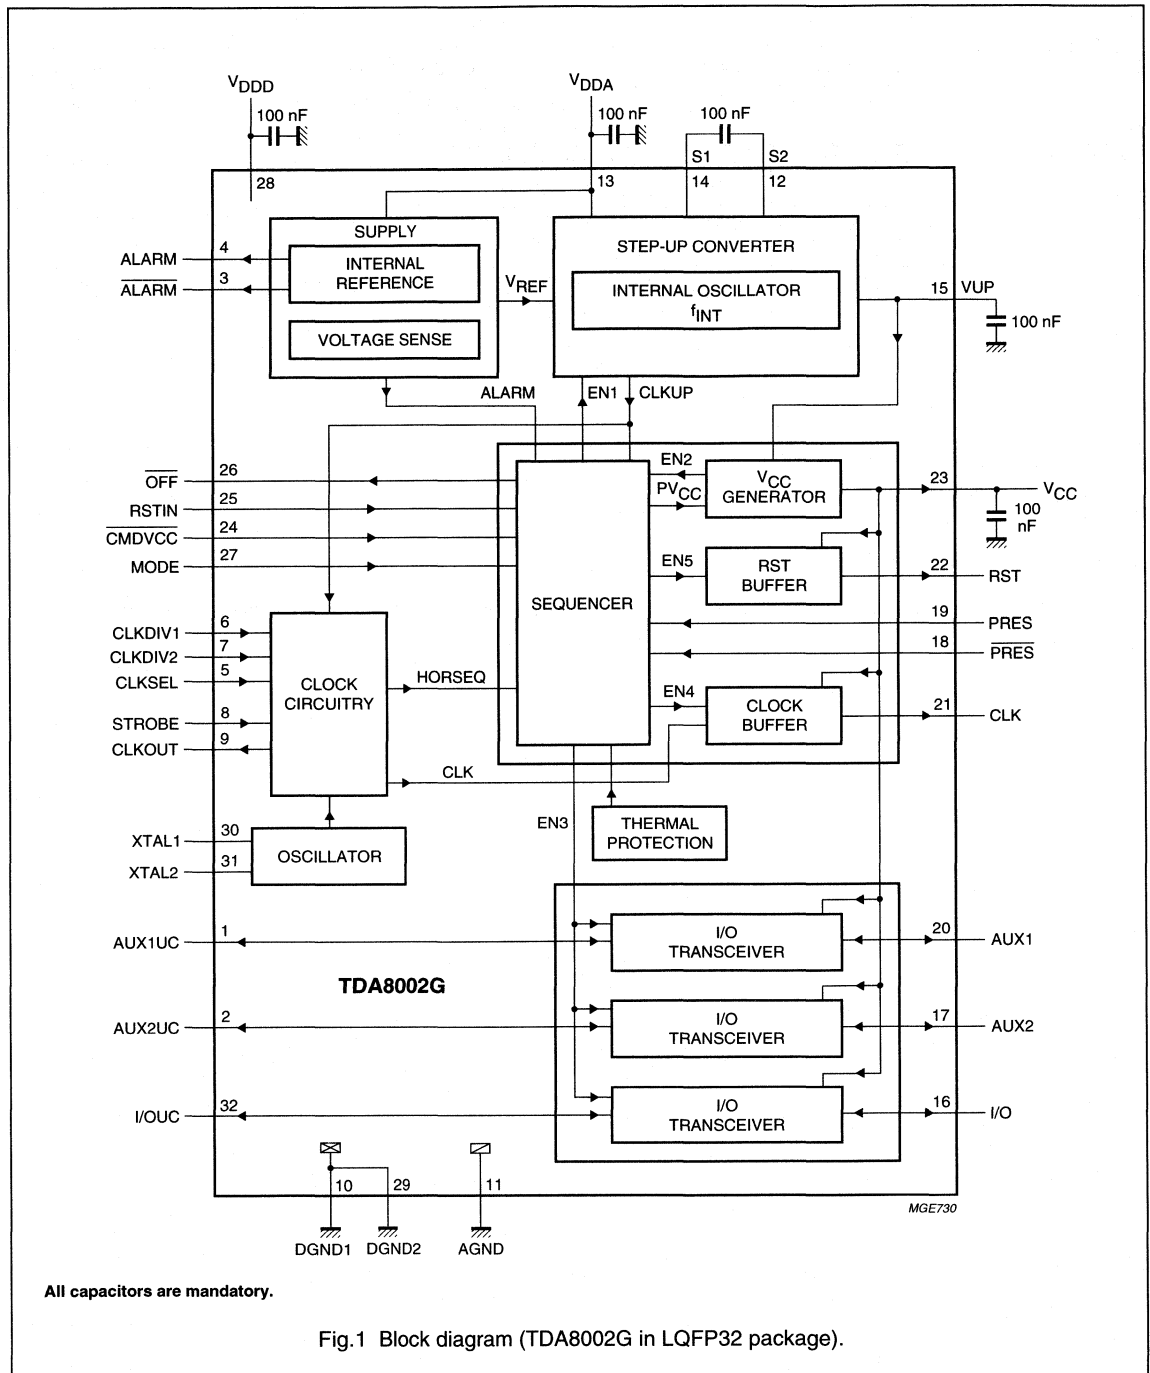 VDDD
VDDA
100 nF
100 nF
100 nF
S1
S2
28
13
14
12
SUPPLY
STEP-UP CONVERTER
ALARM
4
INTERNAL
REFERENCE
ALARM
3
VREF
INTERNAL OSCILLATOR
fINT
15
VUP
100 nF
VOLTAGE SENSE
ALARM
EN1
CLKUP
OFF
26
EN2
VCC
GENERATOR
23
VCC
RSTIN
25
PVCC
100
nF
CMDVCC
24
MODE
27
EN5
RST
BUFFER
22
RST
SEQUENCER
19
PRES
18
PRES
CLKDIV1
6
CLKDIV2
7
CLKSEL
5
CLOCK
CIRCUITRY
HORSEQ
EN4
CLOCK
BUFFER
21
CLK
STROBE
8
CLKOUT
9
CLK
EN3
THERMAL
PROTECTION
XTAL1
30
XTAL2
31
OSCILLATOR
AUX1UC
1
I/O
TRANSCEIVER
20
AUX1
TDA8002G
AUX2UC
2
I/O
TRANSCEIVER
17
AUX2
I/OUC
32
I/O
TRANSCEIVER
16
I/O
10
29
11
DGND1
DGND2
AGND
MGE730
All capacitors are mandatory.
Fig.1 Block diagram (TDA8002G in LQFP32 package).